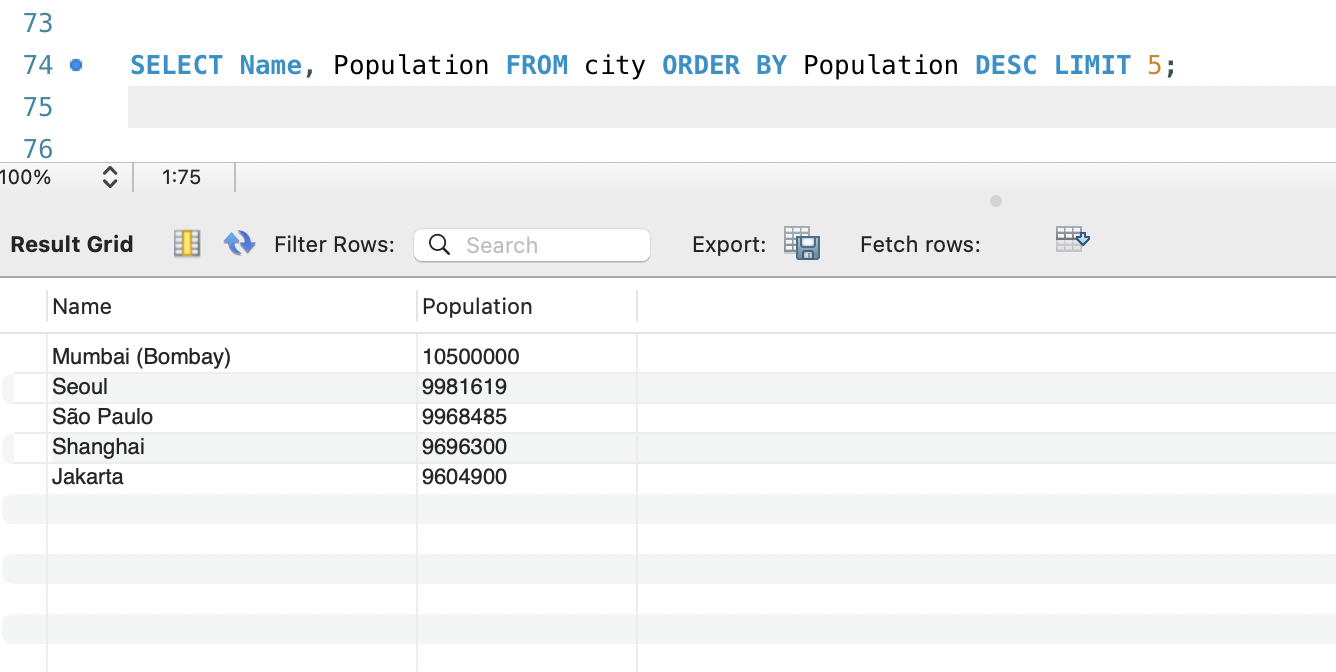 73
74 SELECT Name, Population FROM city ORDER BY Population DESC LIMIT 5;
75
76
100% 1:75
Result Grid Filter Rows: Search Export: Fetch rows:
Name Population
Mumbai (Bombay) 10500000
Seoul 9981619
São Paulo 9968485
Shanghai 9696300
Jakarta 9604900